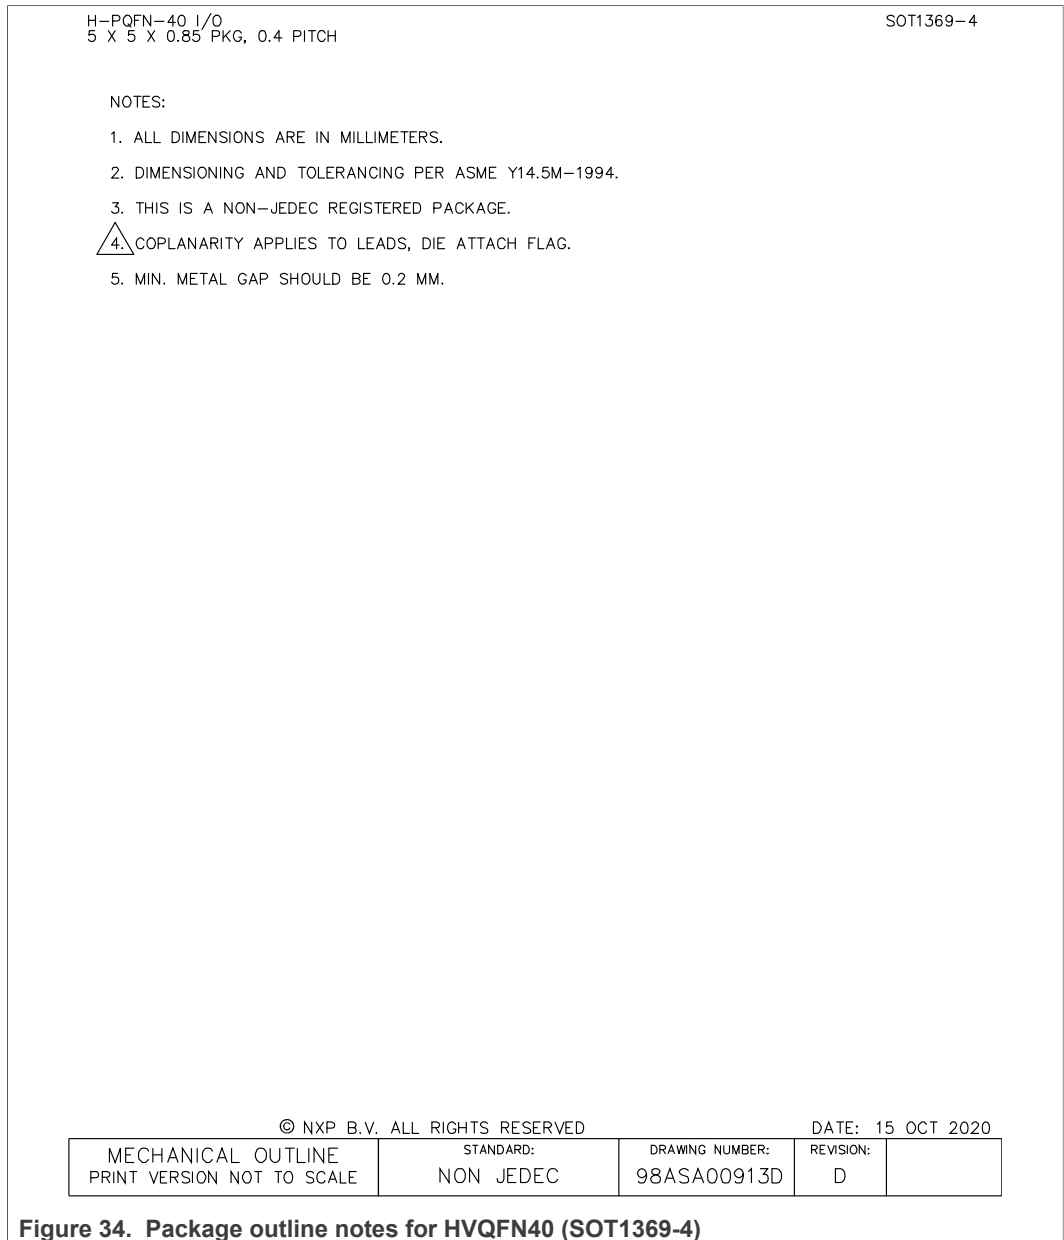 H-PQFN-40 I/O SOT1369-4
5 X 5 X 0.85 PKG, 0.4 PITCH
NOTES:
1. ALL DIMENSIONS ARE IN MILLIMETERS.
2. DIMENSIONING AND TOLERANCING PER ASME Y14.5M-1994.
3. THIS IS A NON-JEDEC REGISTERED PACKAGE.
4. COPLANARITY APPLIES TO LEADS, DIE ATTACH FLAG.
5. MIN. METAL GAP SHOULD BE 0.2 MM.
© NXP B.V. ALL RIGHTS RESERVED DATE: 15 OCT 2020
MECHANICAL OUTLINE
PRINT VERSION NOT TO SCALE
STANDARD:
NON JEDEC
DRAWING NUMBER:
98ASA00913D
REVISION:
D
Figure 34. Package outline notes for HVQFN40 (SOT1369-4)